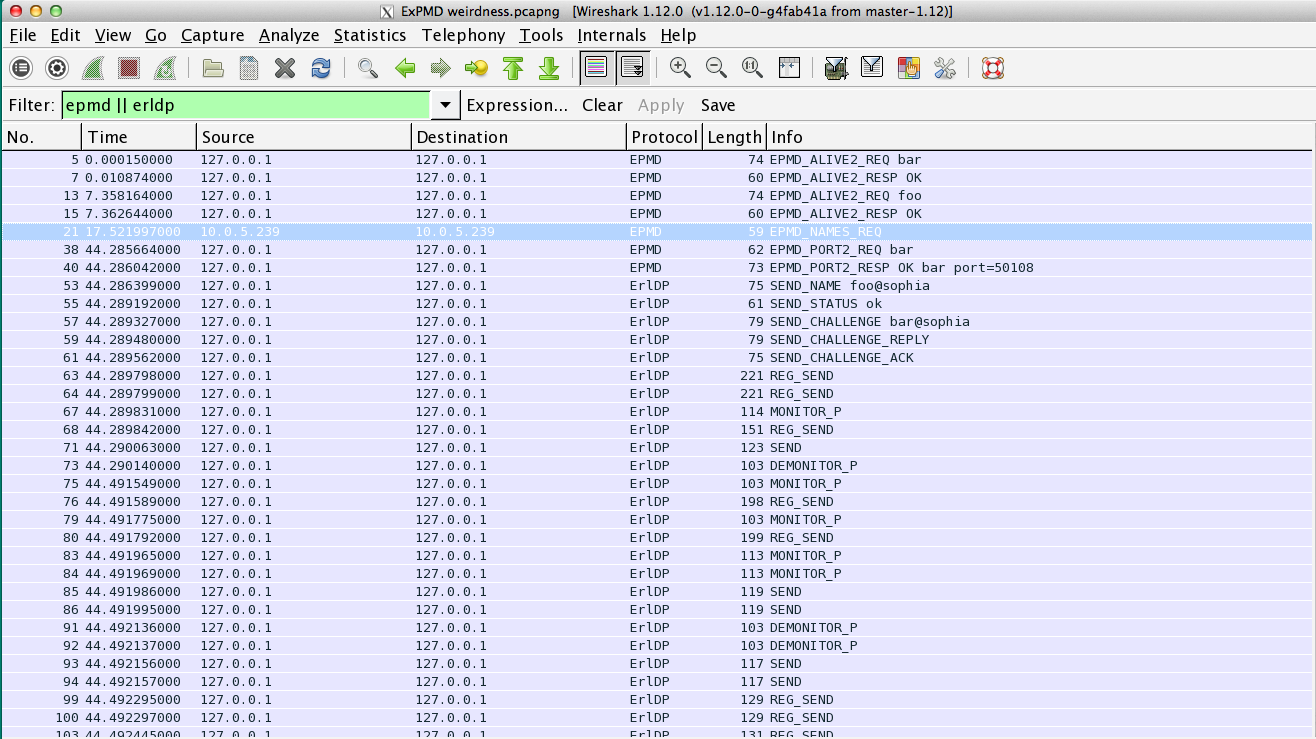 ExPMD weirdness.pcapng [Wireshark 1.12.0 (v1.12.0-0-g4fab41a from master-1.12)]
File Edit View Go Capture Analyze Statistics Telephony Tools Internals Help
Filter: epmd || erldp Expression... Clear Apply Save
No. Time Source Destination Protocol Length Info
5 0.000150000 127.0.0.1 127.0.0.1 EPMD 74 EPMD_ALIVE2_REQ bar
7 0.010874000 127.0.0.1 127.0.0.1 EPMD 60 EPMD_ALIVE2_RESP OK
13 7.358164000 127.0.0.1 127.0.0.1 EPMD 74 EPMD_ALIVE2_REQ foo
15 7.362644000 127.0.0.1 127.0.0.1 EPMD 60 EPMD_ALIVE2_RESP OK
21 17.521997000 10.0.5.239 10.0.5.239 EPMD 59 EPMD_NAMES_REQ
38 44.285664000 127.0.0.1 127.0.0.1 EPMD 62 EPMD_PORT2_REQ bar
40 44.286042000 127.0.0.1 127.0.0.1 EPMD 73 EPMD_PORT2_RESP OK bar port=50108
53 44.286399000 127.0.0.1 127.0.0.1 ErlDP 75 SEND_NAME foo@sophia
55 44.289192000 127.0.0.1 127.0.0.1 ErlDP 61 SEND_STATUS ok
57 44.289327000 127.0.0.1 127.0.0.1 ErlDP 79 SEND_CHALLENGE bar@sophia
59 44.289480000 127.0.0.1 127.0.0.1 ErlDP 79 SEND_CHALLENGE_REPLY
61 44.289562000 127.0.0.1 127.0.0.1 ErlDP 75 SEND_CHALLENGE_ACK
63 44.289798000 127.0.0.1 127.0.0.1 ErlDP 221 REG_SEND
64 44.289799000 127.0.0.1 127.0.0.1 ErlDP 221 REG_SEND
67 44.289831000 127.0.0.1 127.0.0.1 ErlDP 114 MONITOR_P
68 44.289842000 127.0.0.1 127.0.0.1 ErlDP 151 REG_SEND
71 44.290063000 127.0.0.1 127.0.0.1 ErlDP 123 SEND
73 44.290140000 127.0.0.1 127.0.0.1 ErlDP 103 DEMONITOR_P
75 44.491549000 127.0.0.1 127.0.0.1 ErlDP 103 MONITOR_P
76 44.491589000 127.0.0.1 127.0.0.1 ErlDP 198 REG_SEND
79 44.491775000 127.0.0.1 127.0.0.1 ErlDP 103 MONITOR_P
80 44.491792000 127.0.0.1 127.0.0.1 ErlDP 199 REG_SEND
83 44.491965000 127.0.0.1 127.0.0.1 ErlDP 113 MONITOR_P
84 44.491969000 127.0.0.1 127.0.0.1 ErlDP 113 MONITOR_P
85 44.491986000 127.0.0.1 127.0.0.1 ErlDP 119 SEND
86 44.491995000 127.0.0.1 127.0.0.1 ErlDP 119 SEND
91 44.492136000 127.0.0.1 127.0.0.1 ErlDP 103 DEMONITOR_P
92 44.492137000 127.0.0.1 127.0.0.1 ErlDP 103 DEMONITOR_P
93 44.492156000 127.0.0.1 127.0.0.1 ErlDP 117 SEND
94 44.492157000 127.0.0.1 127.0.0.1 ErlDP 117 SEND
99 44.492295000 127.0.0.1 127.0.0.1 ErlDP 129 REG_SEND
100 44.492297000 127.0.0.1 127.0.0.1 ErlDP 129 REG_SEND
103 44.492445000 127.0.0.1 127.0.0.1 ErlDP 131 REG_SEND